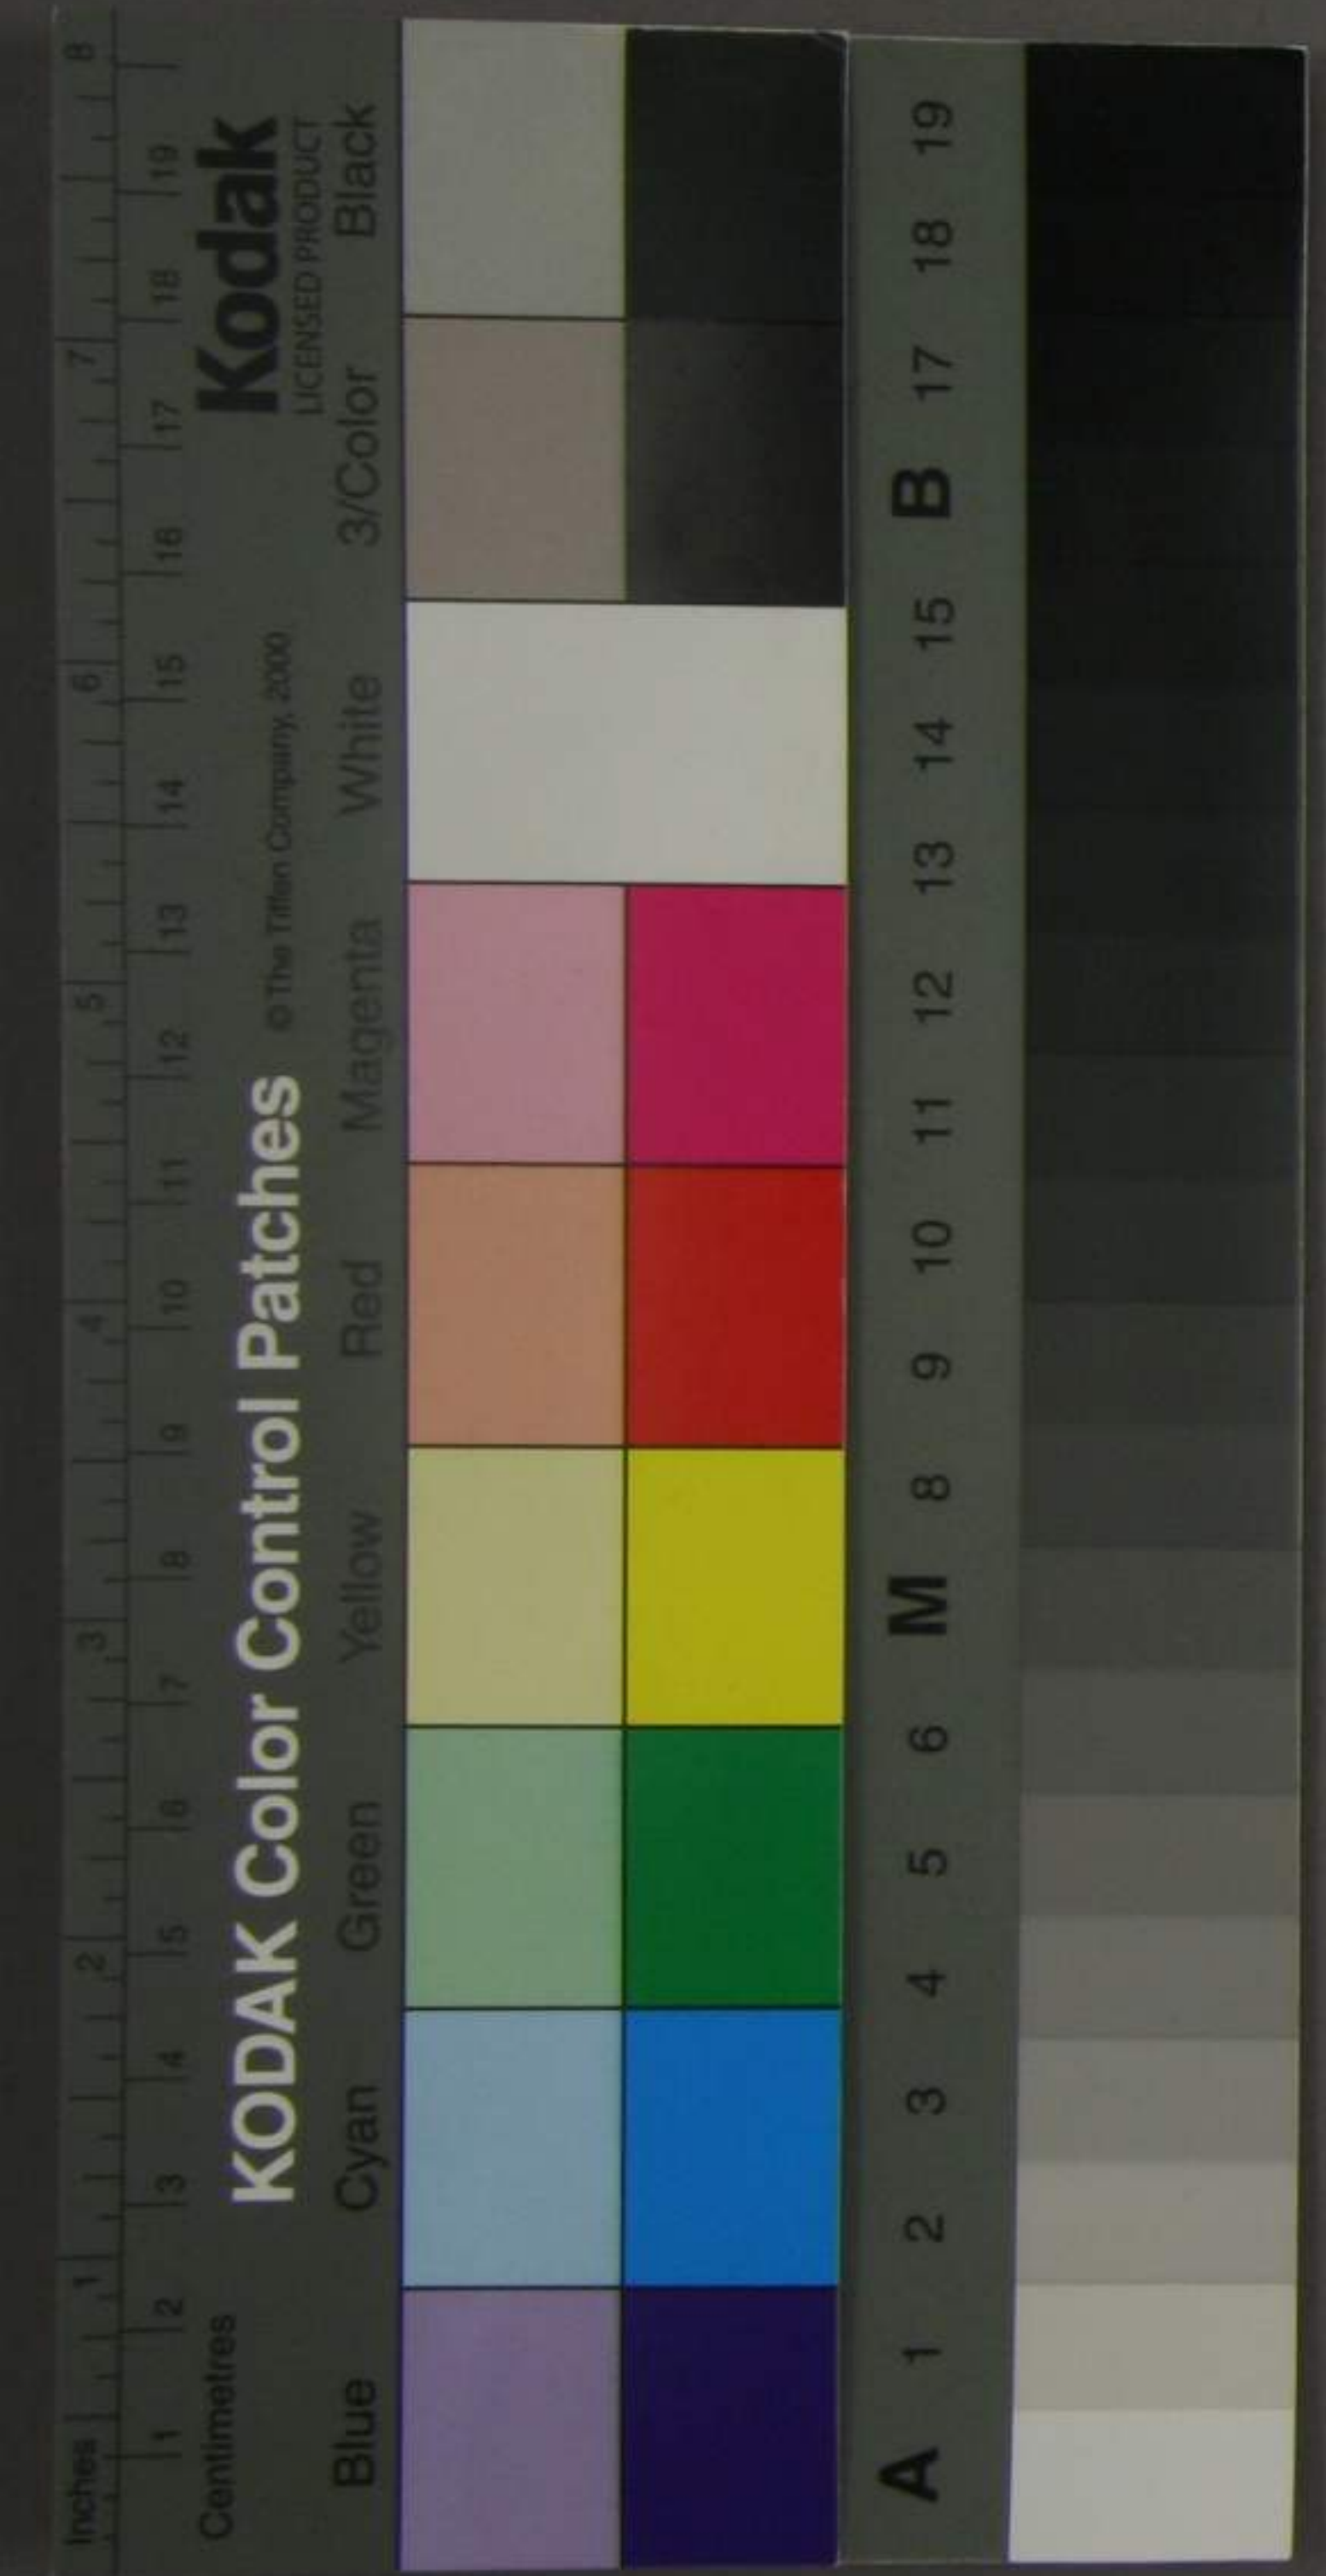 Inches 1 2 3 4 5 6 7 8
Centimetres 1 2 3 4 5 6 7 8 9 10 11 12 13 14 15 16 17 18 19
KODAK Color Control Patches © The Tiffen Company, 2000
Kodak
LICENSED PRODUCT
Blue Cyan Green Yellow Red Magenta White 3/Color Black
A 1 2 3 4 5 6 M 8 9 10 11 12 13 14 15 B 17 18 19